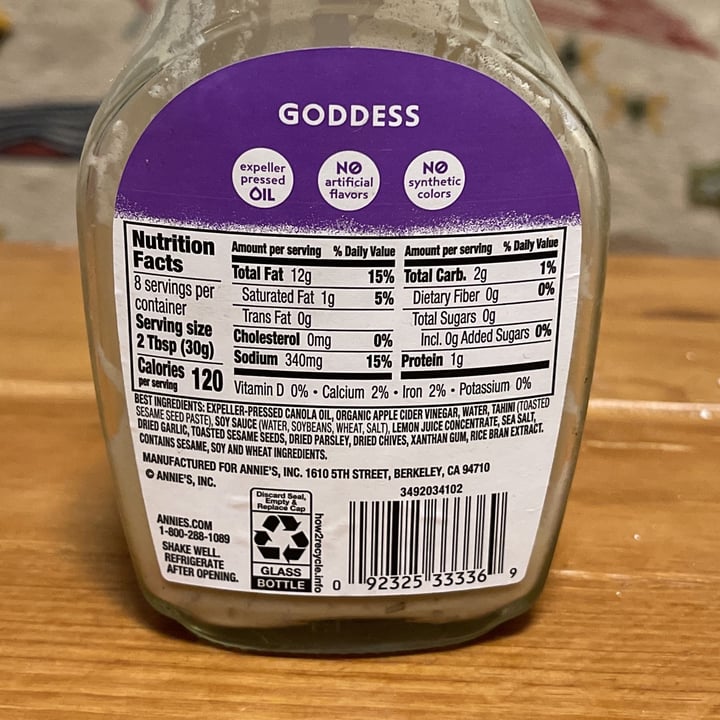 GODDESS
expeller
pressed
OIL
NO
artificial
flavors
NO
synthetic
colors
Nutrition
Facts
8 servings per
container
Serving size
2 Tbsp (30g)
Calories
per serving 120
Amount per serving % Daily Value
Total Fat 12g 15%
Saturated Fat 1g 5%
Trans Fat 0g
Cholesterol 0mg 0%
Sodium 340mg 15%
Amount per serving % Daily Value
Total Carb. 2g 1%
Dietary Fiber 0g 0%
Total Sugars 0g
Incl. 0g Added Sugars 0%
Protein 1g
Vitamin D 0% • Calcium 2% • Iron 2% • Potassium 0%
BEST INGREDIENTS: EXPELLER-PRESSED CANOLA OIL, ORGANIC APPLE CIDER VINEGAR, WATER, TAHINI (TOASTED
SESAME SEED PASTE), SOY SAUCE (WATER, SOYBEANS, WHEAT, SALT), LEMON JUICE CONCENTRATE, SEA SALT,
DRIED GARLIC, TOASTED SESAME SEEDS, DRIED PARSLEY, DRIED CHIVES, XANTHAN GUM, RICE BRAN EXTRACT.
CONTAINS SESAME, SOY AND WHEAT INGREDIENTS.
MANUFACTURED FOR ANNIE'S, INC. 1610 5TH STREET, BERKELEY, CA 94710
© ANNIE'S, INC.
3492034102
ANNIES.COM
1-800-288-1089
SHAKE WELL.
REFRIGERATE
AFTER OPENING.
Discard Seal,
Empty &
Replace Cap
GLASS
BOTTLE
how2recycle.info
0 92325 33336 9